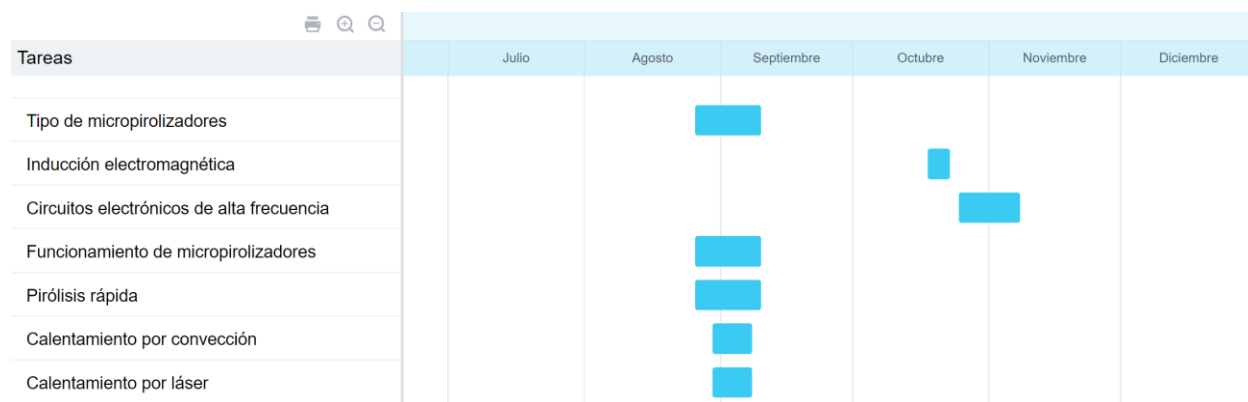 Tareas
Julio Agosto Septiembre Octubre Noviembre Diciembre
Tipo de micropirolizadores
Inducción electromagnética
Circuitos electrónicos de alta frecuencia
Funcionamiento de micropirolizadores
Pirólisis rápida
Calentamiento por convección
Calentamiento por láser